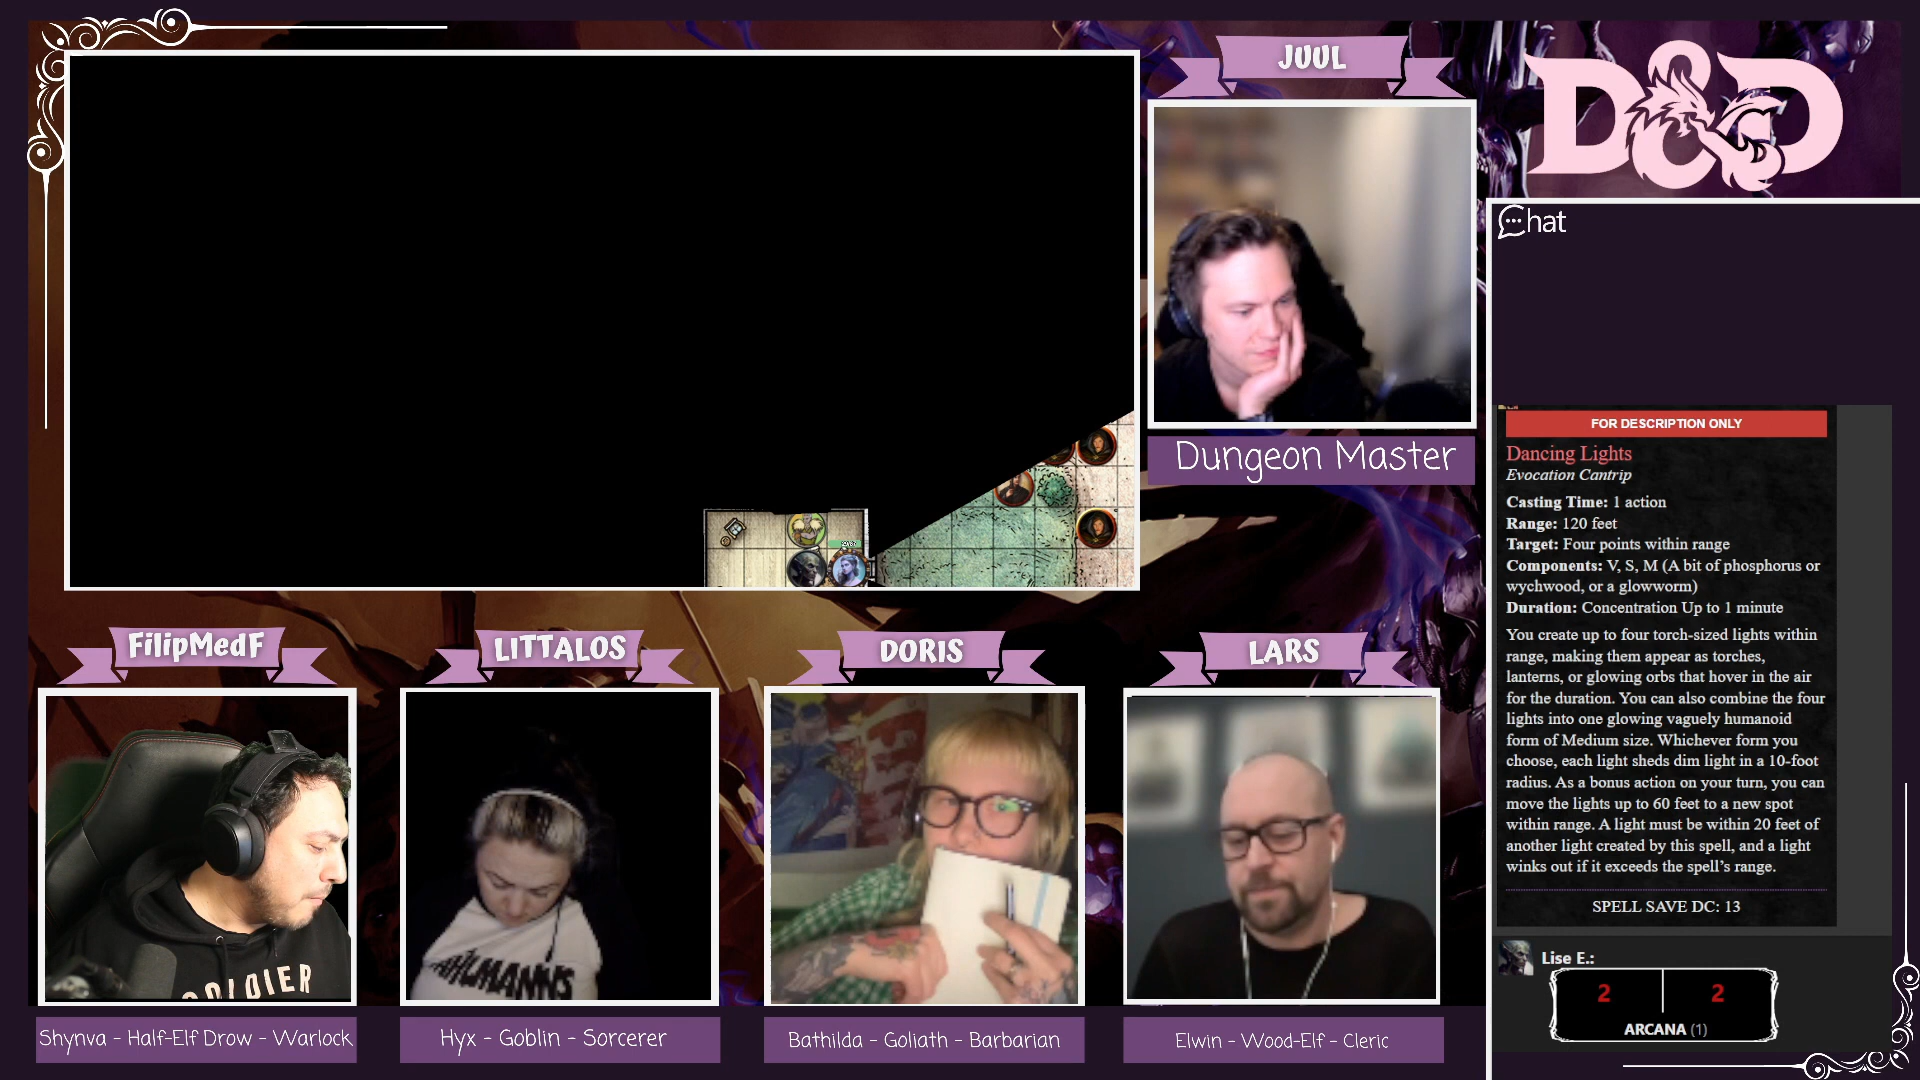 JUUL
D&D
Chat
Dungeon Master
FOR DESCRIPTION ONLY
Dancing Lights
Evocation Cantrip
Casting Time: 1 action
Range: 120 feet
Target: Four points within range
Components: V, S, M (A bit of phosphorus or
wychwood, or a glowworm)
Duration: Concentration Up to 1 minute
You create up to four torch-sized lights within
range, making them appear as torches,
lanterns, or glowing orbs that hover in the air
for the duration. You can also combine the four
lights into one glowing vaguely humanoid
form of Medium size. Whichever form you
choose, each light sheds dim light in a 10-foot
radius. As a bonus action on your turn, you can
move the lights up to 60 feet to a new spot
within range. A light must be within 20 feet of
another light created by this spell, and a light
winks out if it exceeds the spell’s range.
SPELL SAVE DC: 13
Lise E.:
2 2
ARCANA (1)
FilipMedF
LITTALOS
DORIS
LARS
Shynva - Half-Elf Drow - Warlock
Hyx - Goblin - Sorcerer
Bathilda - Goliath - Barbarian
Elwin - Wood-Elf - Cleric